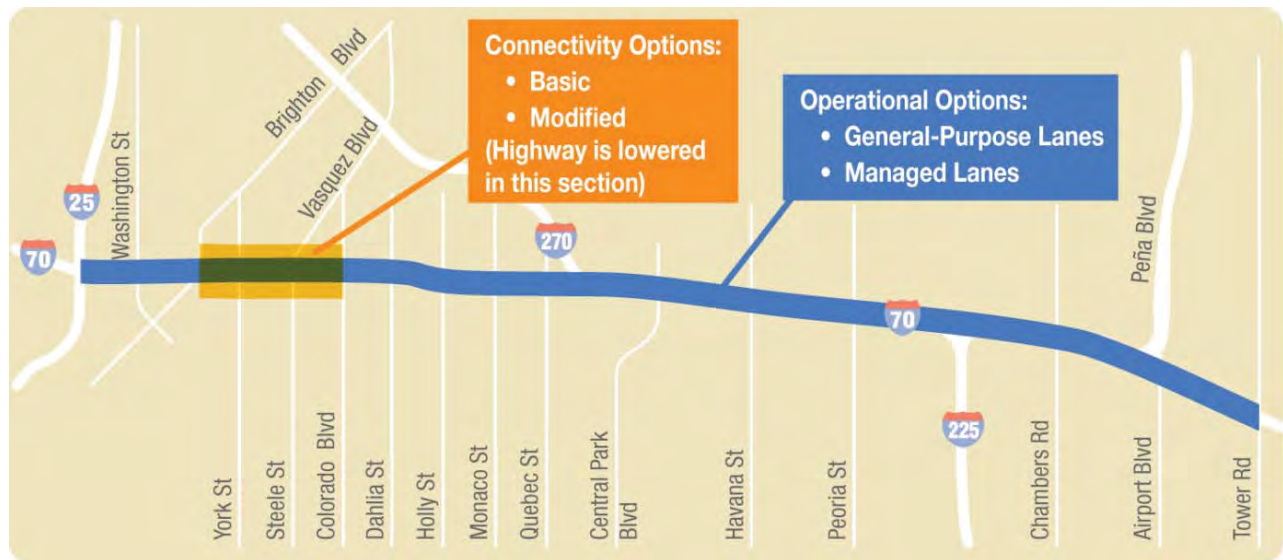 Connectivity Options:
• Basic
• Modified
(Highway is lowered
in this section)
Operational Options:
• General-Purpose Lanes
• Managed Lanes
Brighton Blvd
Vasquez Blvd
Washington St
25
70
270
70
225
Peña Blvd
York St
Steele St
Colorado Blvd
Dahlia St
Holly St
Monaco St
Quebec St
Central Park
Blvd
Havana St
Peoria St
Chambers Rd
Airport Blvd
Tower Rd